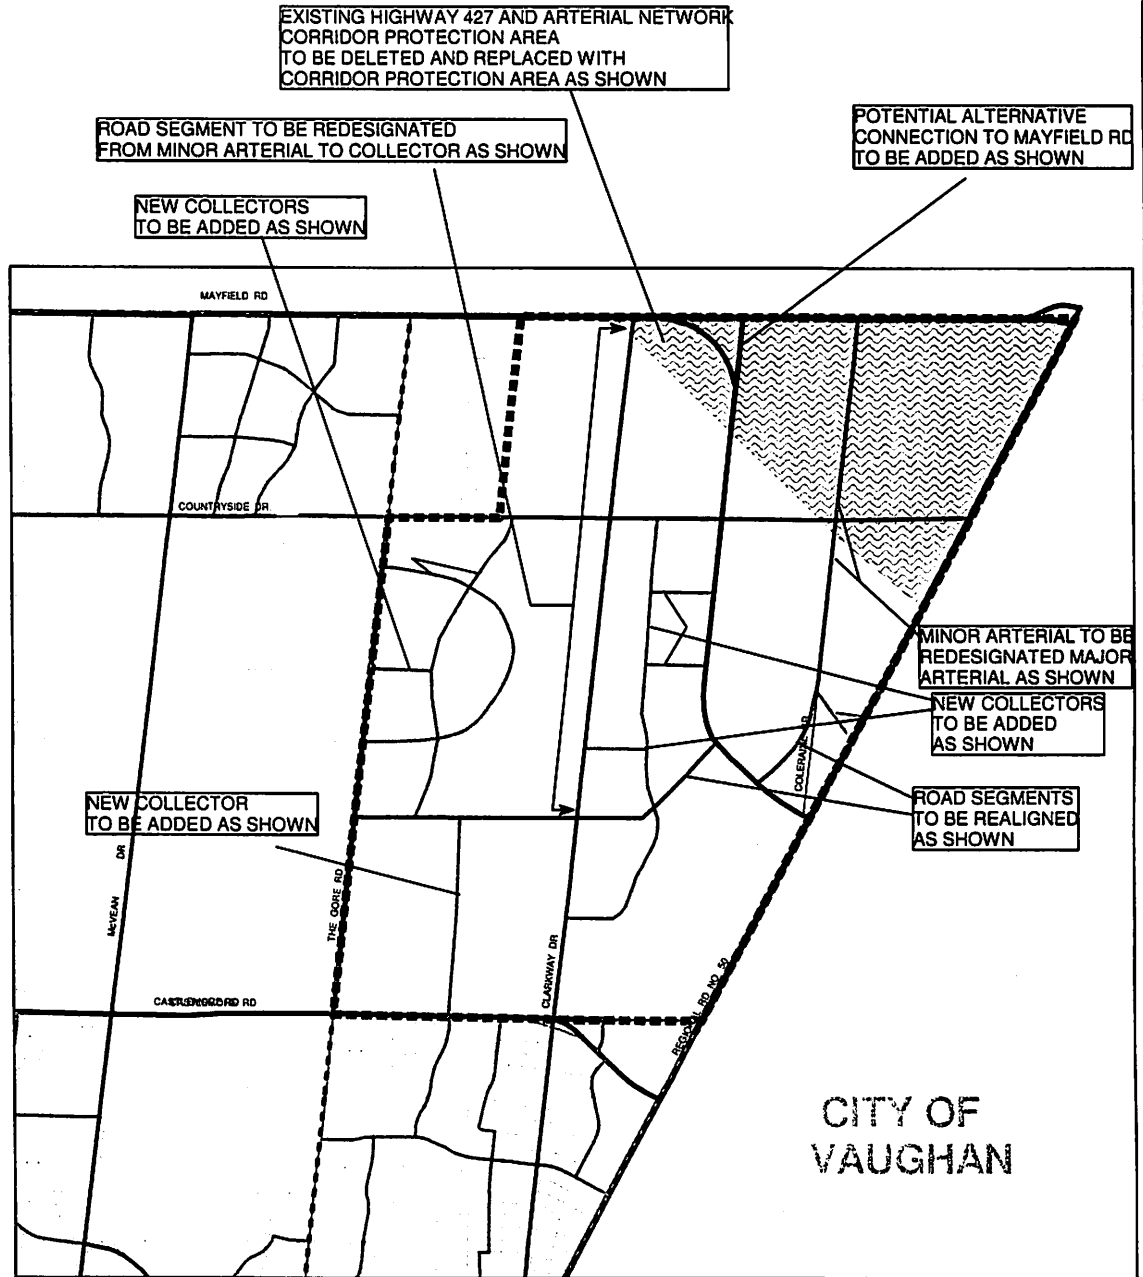 EXISTING HIGHWAY 427 AND ARTERIAL NETWORK
CORRIDOR PROTECTION AREA
TO BE DELETED AND REPLACED WITH
CORRIDOR PROTECTION AREA AS SHOWN
POTENTIAL ALTERNATIVE
CONNECTION TO MAYFIELD RD
TO BE ADDED AS SHOWN
ROAD SEGMENT TO BE REDESIGNATED
FROM MINOR ARTERIAL TO COLLECTOR AS SHOWN
NEW COLLECTORS
TO BE ADDED AS SHOWN
MAYFIELD RD
COUNTRYSIDE DR
MINOR ARTERIAL TO BE
REDESIGNATED MAJOR
ARTERIAL AS SHOWN
NEW COLLECTORS
TO BE ADDED
AS SHOWN
COLERAINE DR
ROAD SEGMENTS
TO BE REALIGNED
AS SHOWN
NEW COLLECTOR
TO BE ADDED AS SHOWN
McVEAN DR
THE GORE RD
CLARKWAY DR
REGIONAL RD NO. 50
RD
CITY OF
VAUGHAN